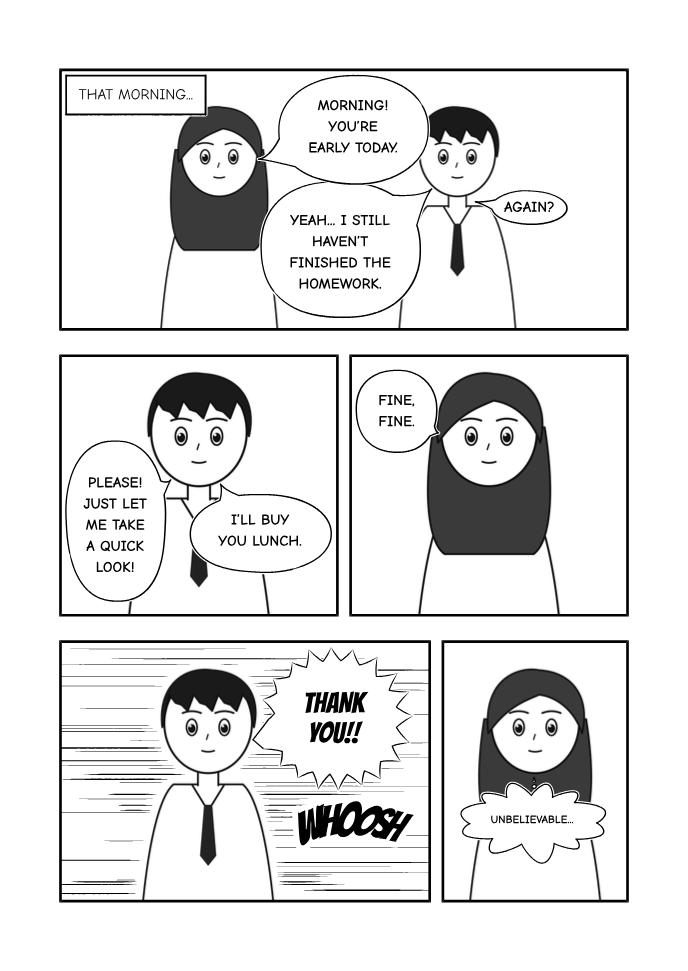 THAT MORNING...
MORNING!
YOU'RE
EARLY TODAY.
YEAH... I STILL
HAVEN'T
FINISHED THE
HOMEWORK.
AGAIN?
PLEASE!
JUST LET
ME TAKE
A QUICK
LOOK!
I'LL BUY
YOU LUNCH.
FINE,
FINE.
THANK
YOU!!
WHOOSH
UNBELIEVABLE...